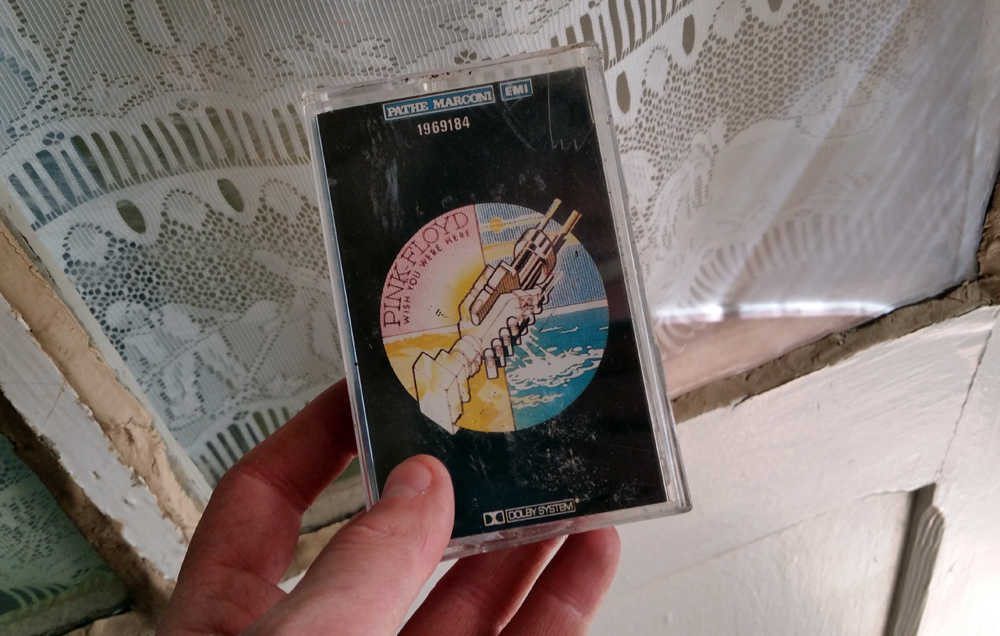 PATHE MARCONI EMI
1969184
PINK FLOYD
WISH YOU WERE HERE
DOLBY SYSTEM